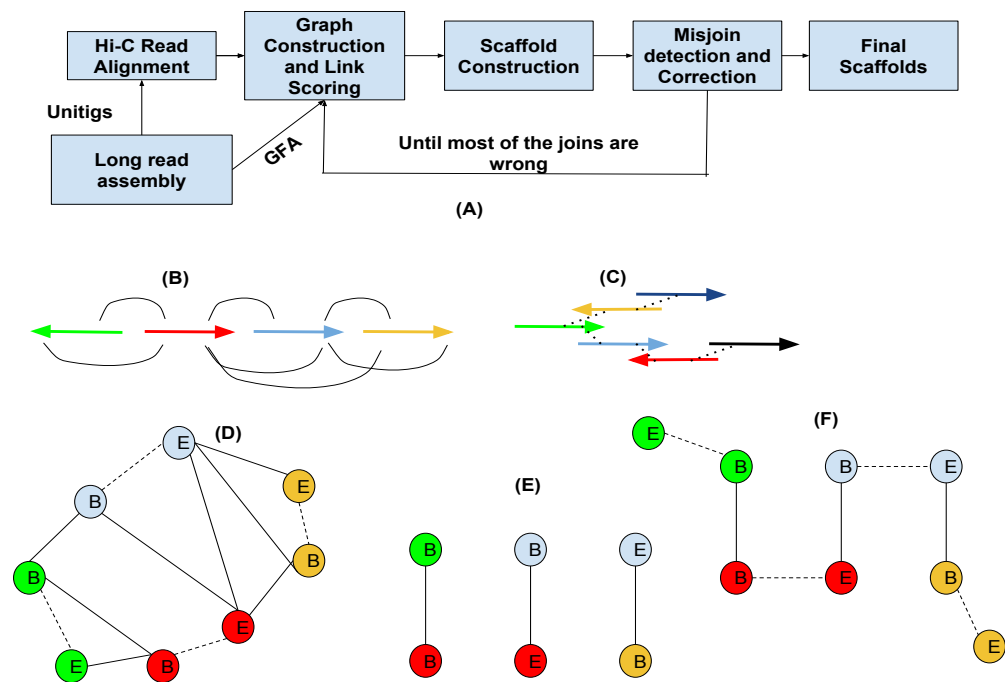 Hi-C Read
Alignment
Graph
Construction
and Link
Scoring
Scaffold
Construction
Misjoin
detection and
Correction
Final
Scaffolds
Unitigs
GFA
Long read
assembly
Until most of the joins are
wrong
(A)
(B)
(C)
(D)
E
B
E
B
B
E
E
B
(E)
B
B
E
B
E
B
(F)
E
B
B
E
B
E
B
E